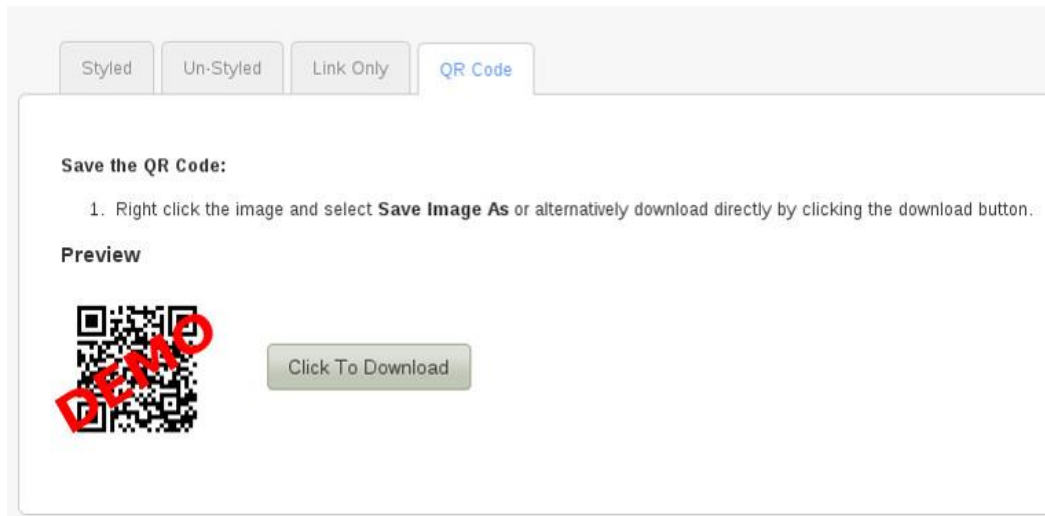 Styled Un-Styled Link Only QR Code
Save the QR Code:
1. Right click the image and select Save Image As or alternatively download directly by clicking the download button.
Preview
DEMO
Click To Download